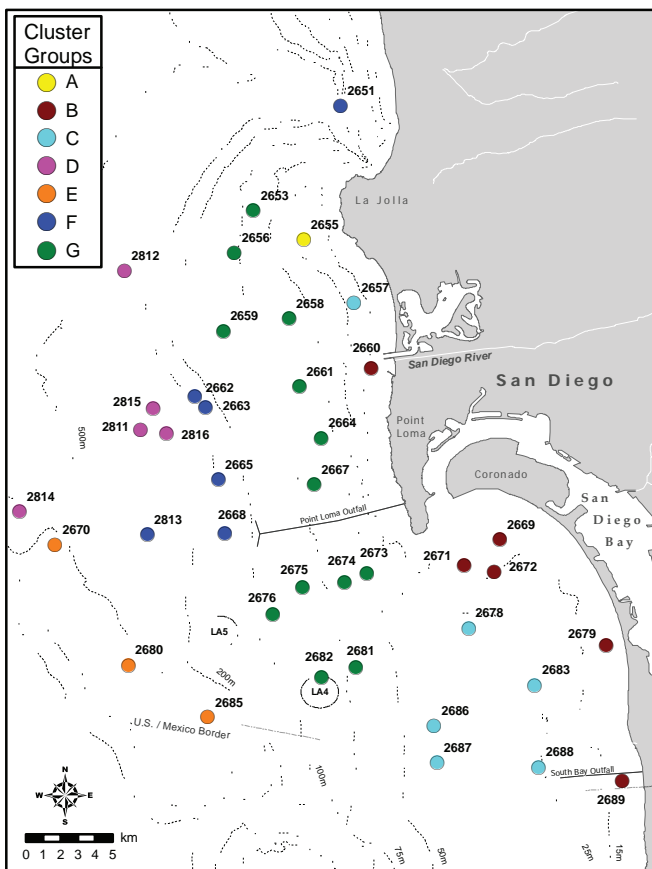 Cluster
Groups
A
B
C
D
E
F
G
2651
La Jolla
2653
2655
2656
2812
2657
2658
2659
2660
San Diego River
San Diego
2661
2662
2663
2815
2811
2816
500m
2664
Point
Loma
2665
2667
Coronado
San
Diego
Bay
2814
2670
2813
2668
Point Loma Outfall
2669
2671
2672
2673
2674
2675
2676
2678
2679
LA5
2680
2681
2682
LA4
200m
2683
2685
U.S. / Mexico Border
2686
2687
2688
South Bay Outfall
2689
100m
75m
50m
25m
15m
N
W
E
S
km
0 1 2 3 4 5